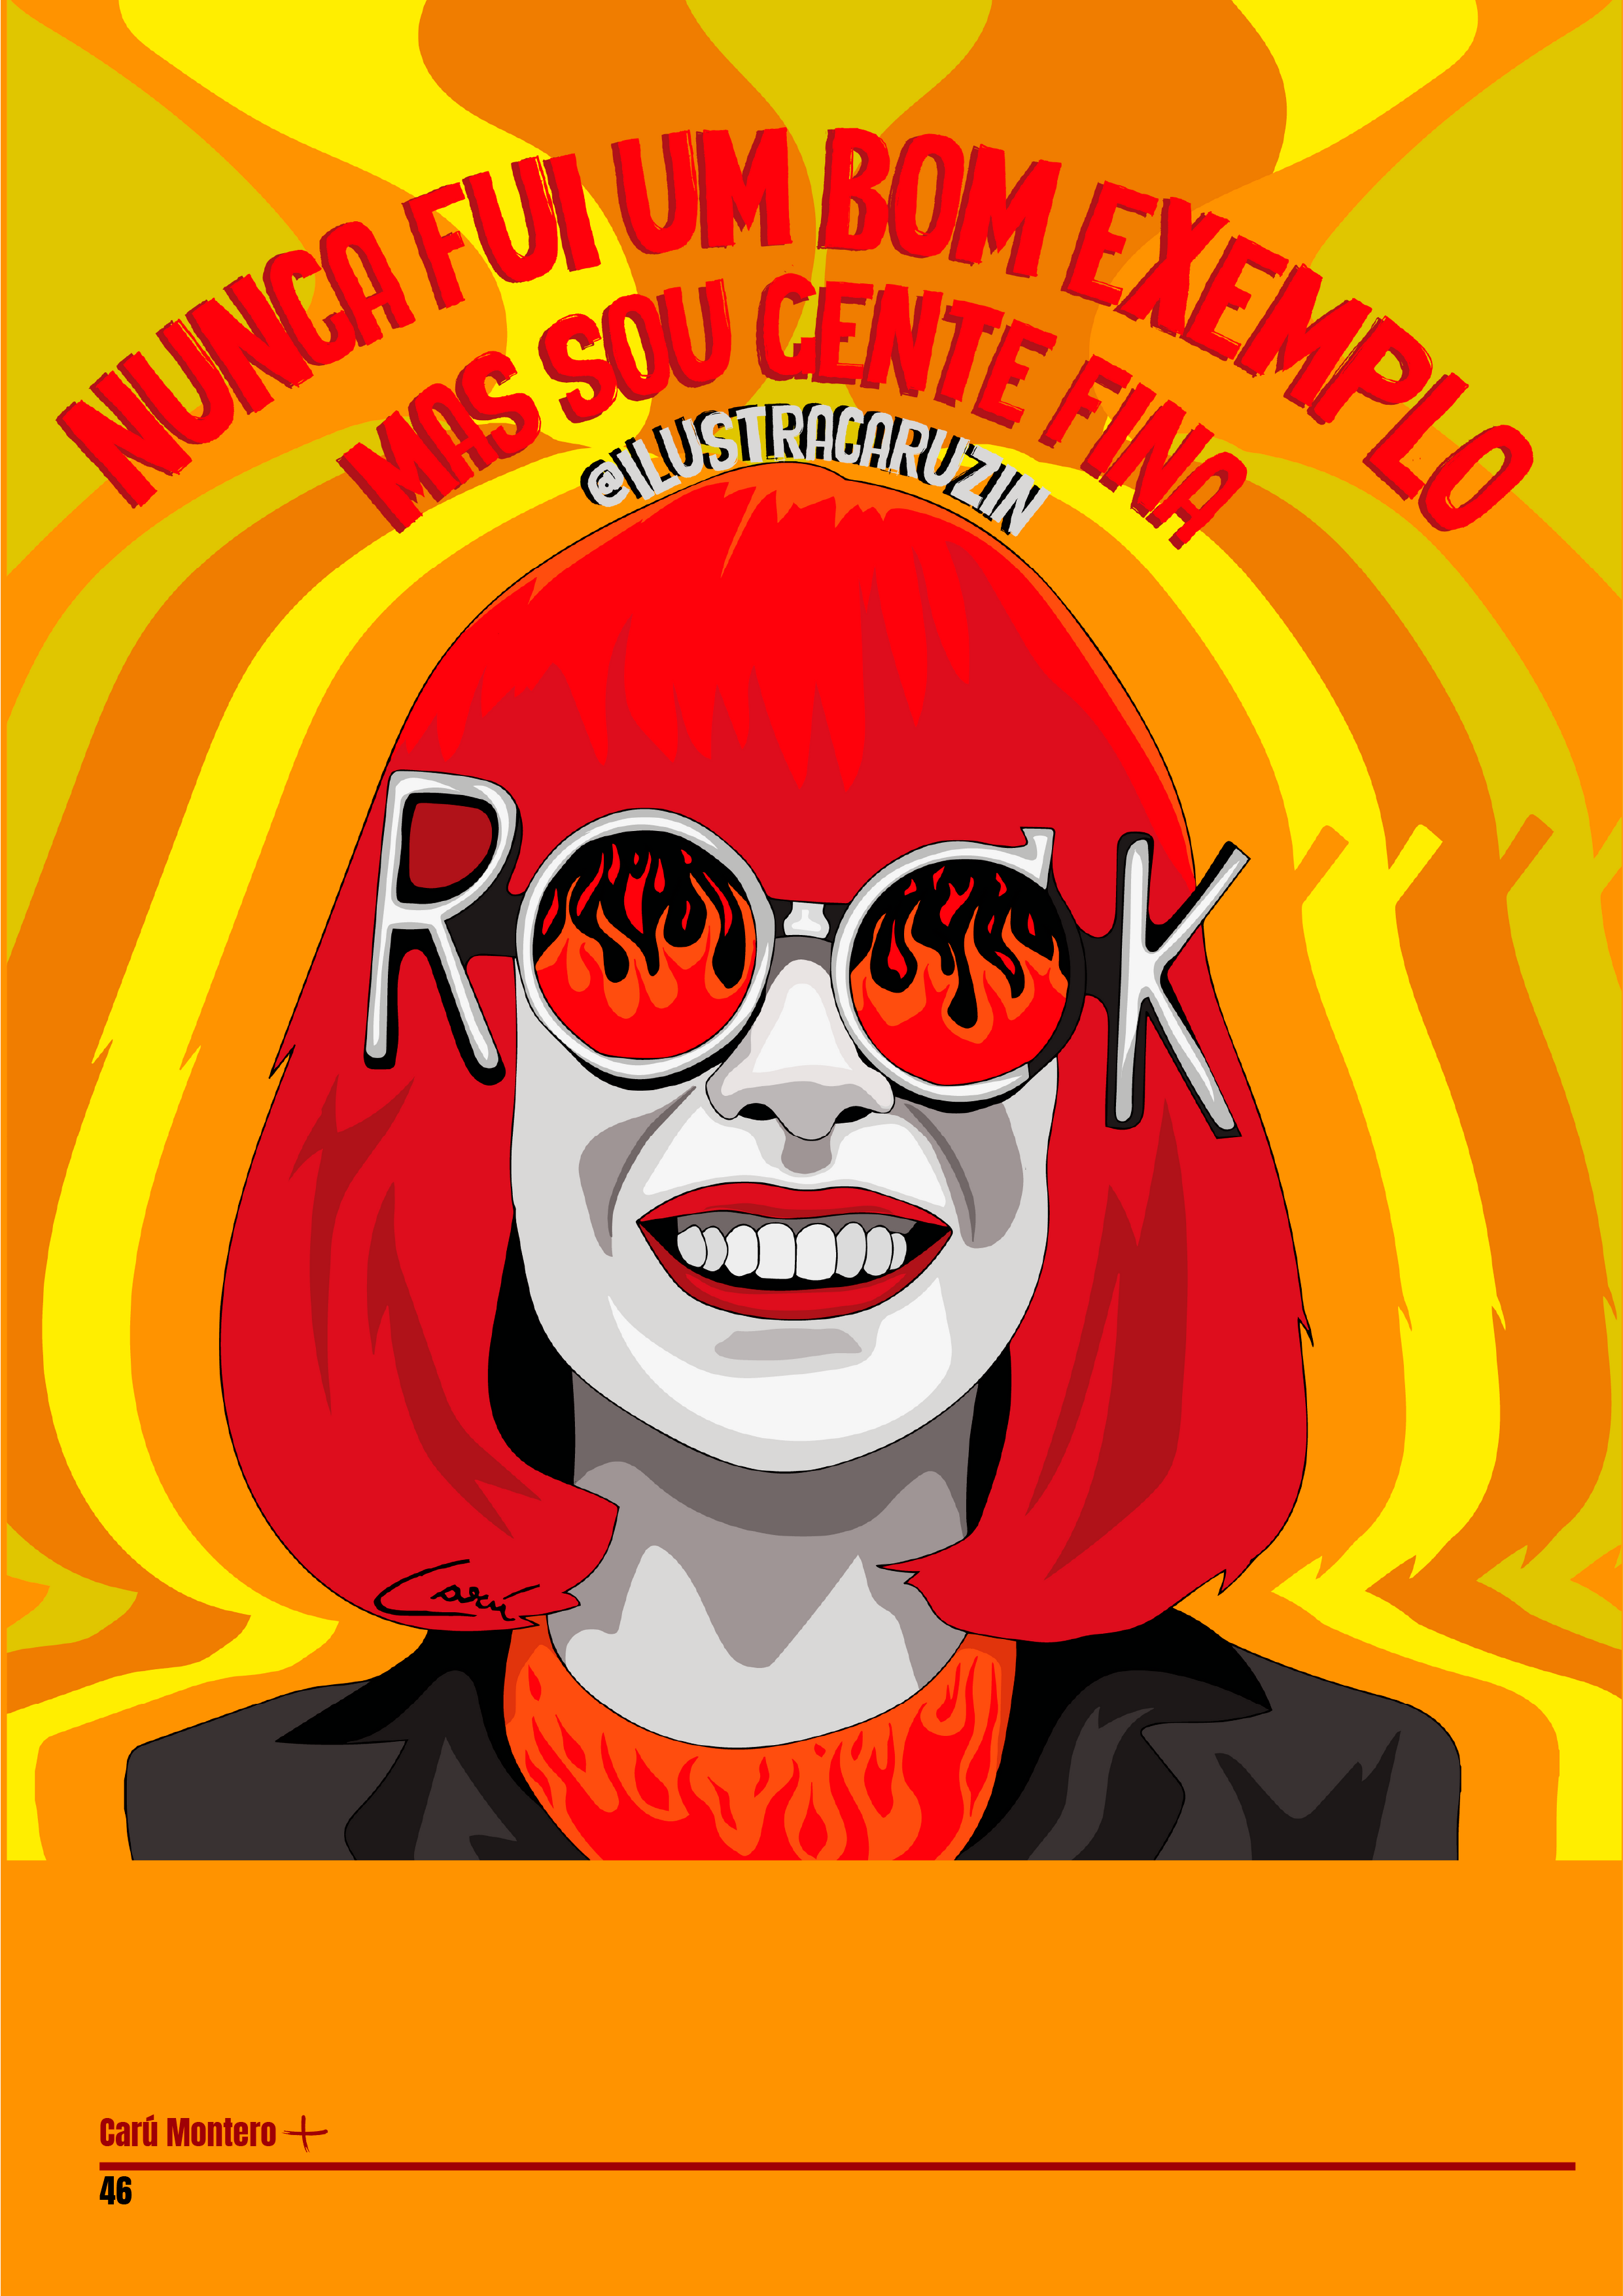 NUNCA FUI UM BOM EXEMPLO
MAS SOU GENTE FINA
@ILUSTRACARUZIN
ROCK
Carú
Carú Montero
46